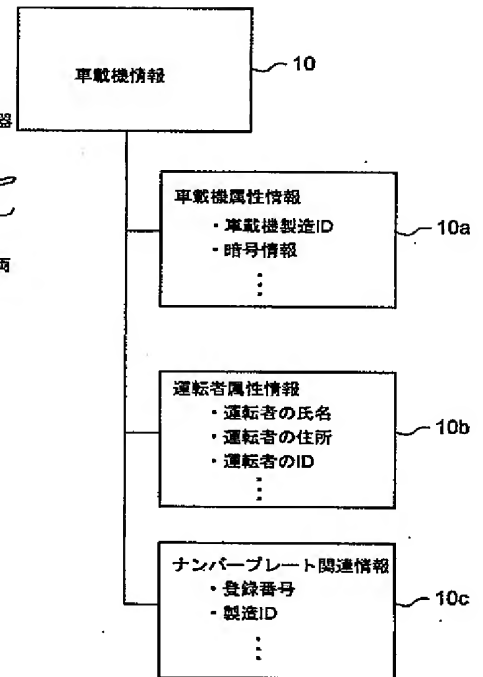 車載機情報
10
器
車載機属性情報
・車載機製造ID
・暗号情報
10a
両
運転者属性情報
・運転者の氏名
・運転者の住所
・運転者のID
10b
ナンバープレート関連情報
・登録番号
・製造ID
10c